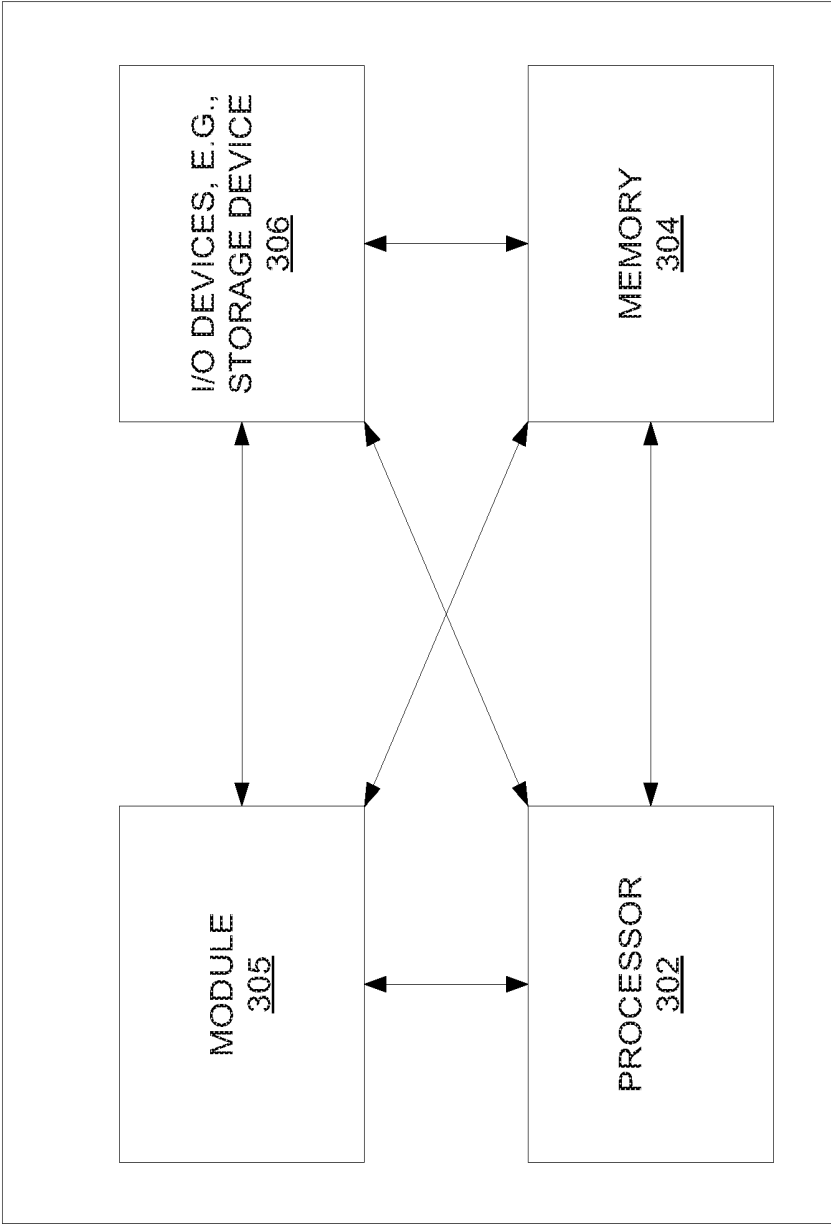 MODULE
305
I/O DEVICES, E.G.,
STORAGE DEVICE
306
PROCESSOR
302
MEMORY
304